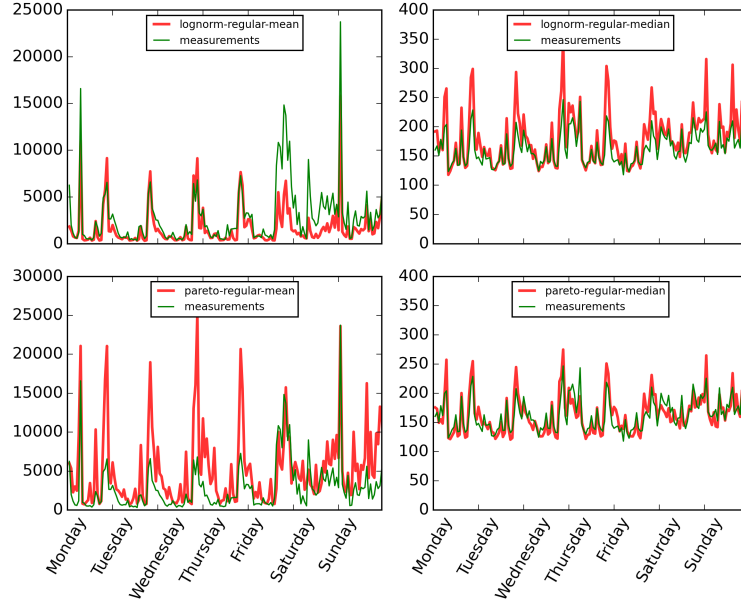 25000
20000
15000
10000
5000
0
lognorm-regular-mean
measurements
400
350
300
250
200
150
100
50
0
lognorm-regular-median
measurements
30000
25000
20000
15000
10000
5000
0
pareto-regular-mean
measurements
Monday
Tuesday
Wednesday
Thursday
Friday
Saturday
Sunday
400
350
300
250
200
150
100
50
0
pareto-regular-median
measurements
Monday
Tuesday
Wednesday
Thursday
Friday
Saturday
Sunday